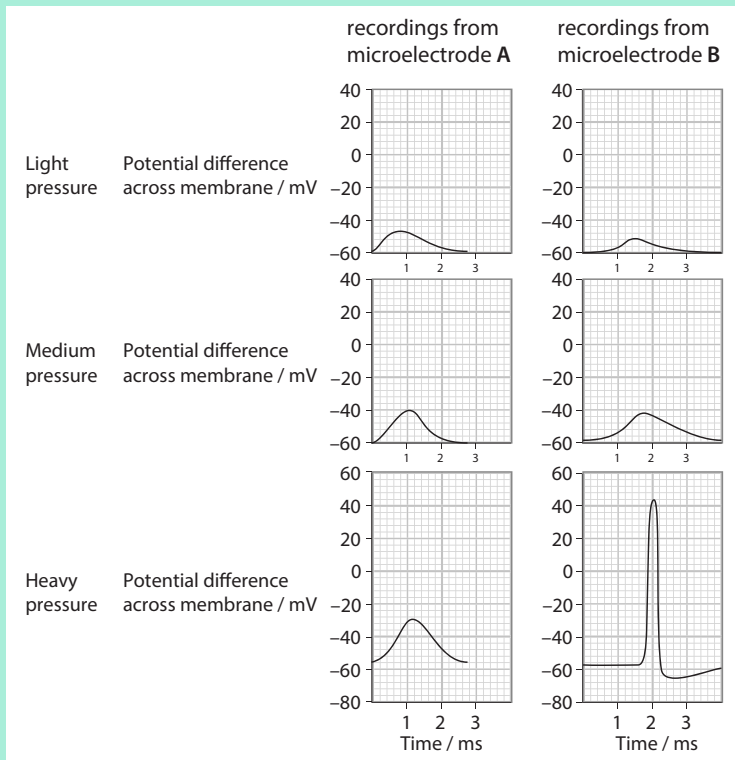 recordings from
microelectrode A
recordings from
microelectrode B
Light
pressure
Potential difference
across membrane / mV
40
20
0
–20
–40
–60
1 2 3
40
20
0
–20
–40
–60
1 2 3
Medium
pressure
Potential difference
across membrane / mV
40
20
0
–20
–40
–60
1 2 3
40
20
0
–20
–40
–60
1 2 3
Heavy
pressure
Potential difference
across membrane / mV
60
40
20
0
–20
–40
–60
–80
1 2 3
Time / ms
60
40
20
0
–20
–40
–60
–80
1 2 3
Time / ms